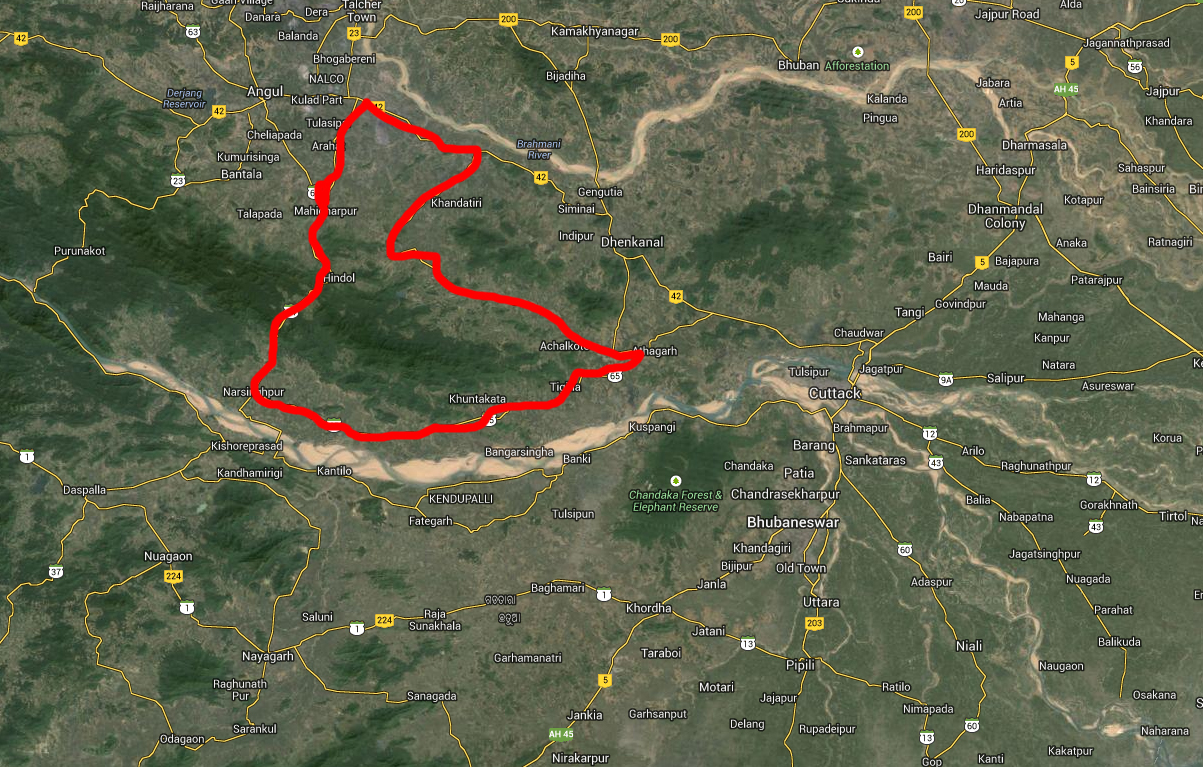 Raijharana
Gaan Village
Danara
Dera
Talcher
Town
Balanda
63
42
23
200
Kamakhyanagar
200
Bhuban
Afforestation
200
Jajpur Road
Alda
Jagannathprasad
5
56
AH 45
Jajpur
Bhogabereni
NALCO
Bijadiha
Derjang
Reservoir
Angul
Kulad Part
42
42
Tulasip
Jabara
Artia
Kalanda
Pingua
200
Khandara
Cheliapada
Araha
Brahmani
River
Dharmasala
Kumurisinga
Bantala
23
42
Haridaspur
Sahaspur
Bainsiria
Gengutia
Siminai
Khandatiri
Talapada
Mahidharpur
Kotapur
Dhanmandal
Colony
Indipur
Dhenkanal
Anaka
Ratnagiri
Purunakot
Bairi
5
Bajapura
Hindol
Mauda
Patarajpur
42
Govindpur
Tangi
Mahanga
Kanpur
Chaudwar
Achalkot
Athagarh
65
Tulsipur
Jagatpur
9A
Salipur
Natara
Asureswar
Narsinghpur
Khuntakata
Cuttack
Kuspangi
Brahmapur
12
Korua
Kishoreprasad
Kandhamirigi
Kantilo
Bangarsingha
Banki
Barang
Sankataras
43
Arilo
Raghunathpur
12
1
Daspalla
Chandaka
Patia
KENDUPALLI
Chandaka Forest &
Elephant Reserve
Chandrasekharpur
Balia
Gorakhnath
Nabapatna
43
Tirtol
Fategarh
Tulsipun
Bhubaneswar
Khandagiri
60
Jagatsinghpur
Nuagaon
37
224
1
Bijipur
Old Town
Janla
Adaspur
Nuagada
Baghamari
1
Uttara
Khordha
Parahat
Saluni
224
1
Raja
Sunakhala
203
Jatani
13
Balikuda
Nayagarh
Garhamanatri
Taraboi
Pipili
Niali
Naugaon
Raghunath
Pur
Sanagada
5
Motari
Jajapur
Ratilo
Nimapada
Osakana
Sarankul
Odagaon
Jankia
Garhsanput
Delang
Rupadeipur
60
13
Naharana
AH 45
Nirakarpur
Gop
Kanti
Kakatpur